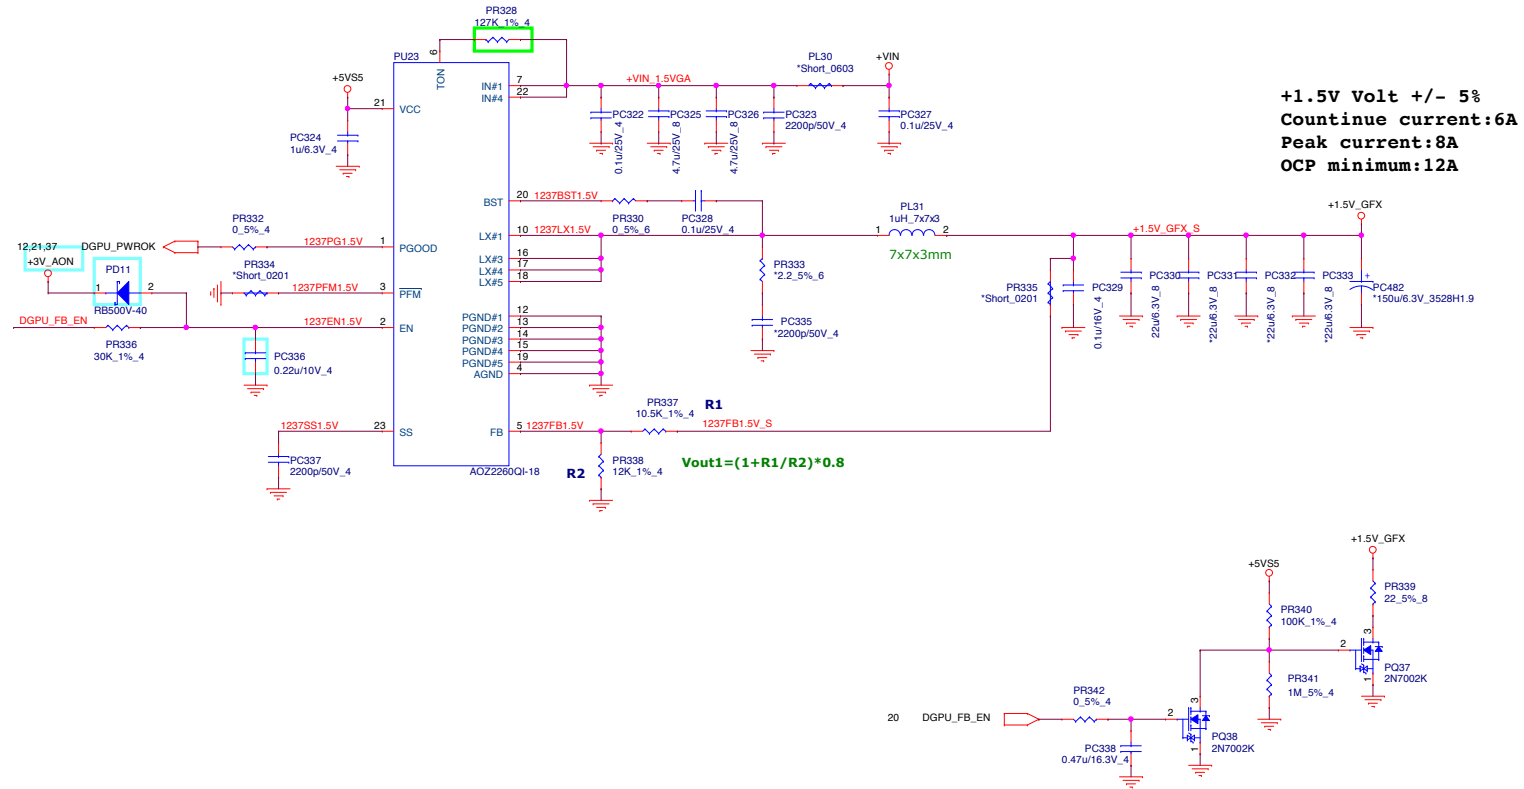 PR328
127K_1%_4
6
PU23
TON
+5VS5
21
VCC
PC324
1u/6.3V_4
IN#1
7
IN#4
22
+VIN_1.5VGA
PL30
*Short_0603
+VIN
PC322
0.1u/25V_4
PC325
4.7u/25V_8
PC326
4.7u/25V_8
PC323
2200p/50V_4
PC327
0.1u/25V_4
+1.5V Volt +/- 5%
Countinue current:6A
Peak current:8A
OCP minimum:12A
BST
20
1237BST1.5V
PR330
0_5%_6
PC328
0.1u/25V_4
PL31
1uH_7x7x3
1
2
7x7x3mm
+1.5V_GFX
+1.5V_GFX_S
LX#1
10
1237LX1.5V
LX#3
16
LX#4
17
LX#5
18
PR332
0_5%_4
12,21,37
DGPU_PWROK
1237PG1.5V
1
PGOOD
+3V_AON
PD11
1
2
RB500V-40
PR334
*Short_0201
1237PFM1.5V
3
PFM
DGPU_FB_EN
PR336
30K_1%_4
1237EN1.5V
2
EN
PC336
0.22u/10V_4
PR333
*2.2_5%_6
PC335
*2200p/50V_4
PR335
*Short_0201
PC329
0.1u/16V_4
PC330
22u/6.3V_8
PC331
*22u/6.3V_8
PC332
*22u/6.3V_8
PC333
*22u/6.3V_8
+
PC482
*150u/6.3V_3528H1.9
PGND#1
12
PGND#2
13
PGND#3
14
PGND#4
15
PGND#5
19
AGND
4
1237SS1.5V
23
SS
PC337
2200p/50V_4
FB
5
1237FB1.5V
PR337
10.5K_1%_4
R1
1237FB1.5V_S
AOZ2260QI-18
R2
PR338
12K_1%_4
Vout1=(1+R1/R2)*0.8
+1.5V_GFX
+5VS5
PR339
22_5%_8
PR340
100K_1%_4
2
3
1
PQ37
2N7002K
PR341
1M_5%_4
20
DGPU_FB_EN
PR342
0_5%_4
2
3
1
PQ38
2N7002K
PC338
0.47u/16.3V_4